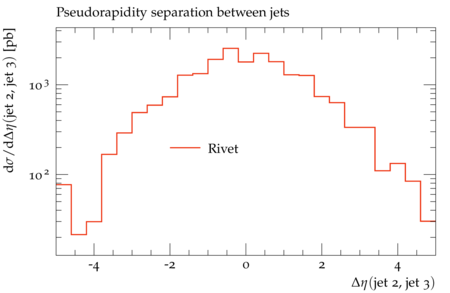 Pseudorapidity separation between jets
dσ/dΔη(jet 2, jet 3) [pb]
10³
10²
Rivet
-4 -2 0 2 4
Δη(jet 2, jet 3)